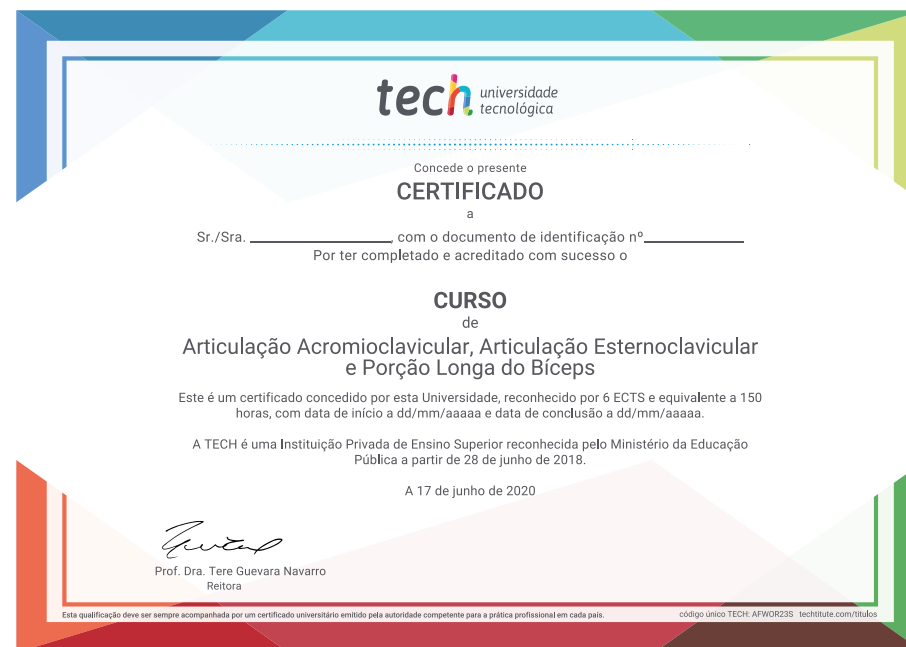 tech universidade
tecnológica
Concede o presente
CERTIFICADO
a
Sr./Sra. ____________________, com o documento de identificação nº______________
Por ter completado e acreditado com sucesso o
CURSO
de
Articulação Acromioclavicular, Articulação Esternoclavicular
e Porção Longa do Bíceps
Este é um certificado concedido por esta Universidade, reconhecido por 6 ECTS e equivalente a 150
horas, com data de início a dd/mm/aaaaa e data de conclusão a dd/mm/aaaaa.
A TECH é uma Instituição Privada de Ensino Superior reconhecida pelo Ministério da Educação
Pública a partir de 28 de junho de 2018.
A 17 de junho de 2020
Prof. Dra. Tere Guevara Navarro
Reitora
Esta qualificação deve ser sempre acompanhada por um certificado universitário emitido pela autoridade competente para a prática profissional em cada país.
código único TECH: AFWOR23S techtitute.com/titulos